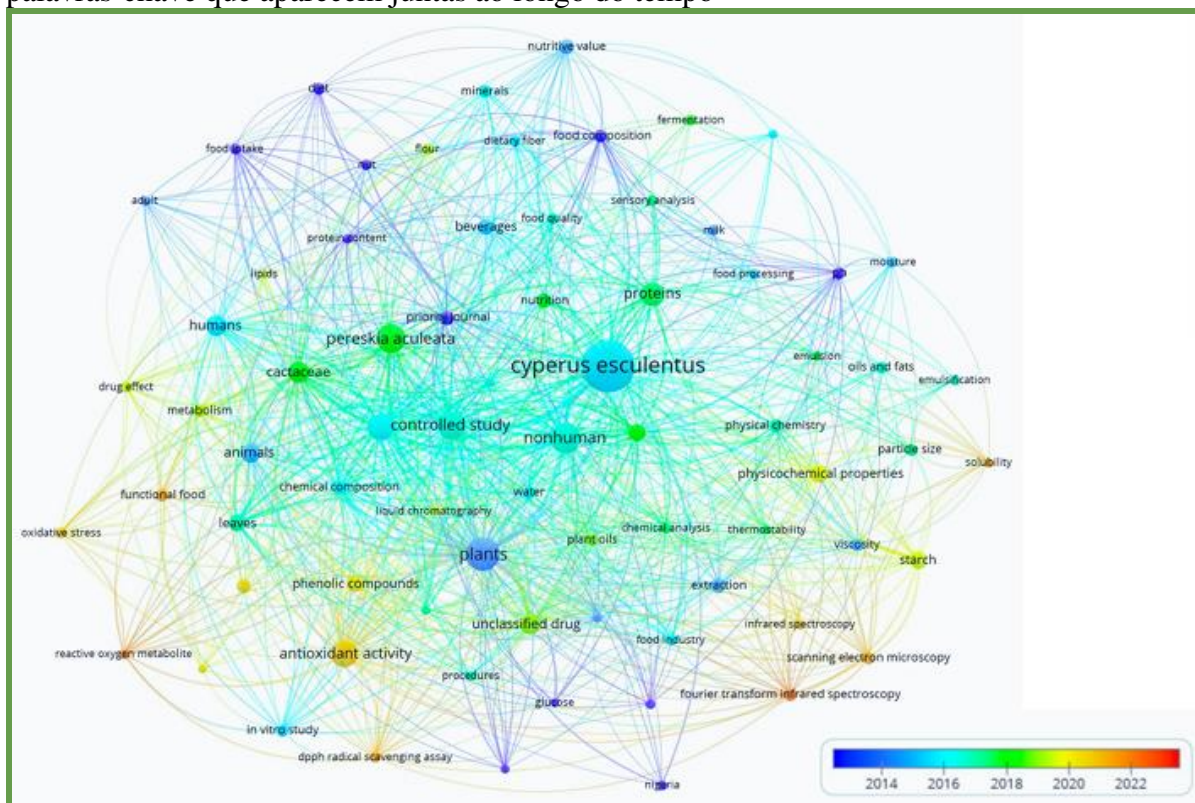 palavras-chave que aparecem juntas ao longo do tempo
nutritive value
diet
minerals
fermentation
food composition
dietary fiber
food intake
flour
nut
adult
sensory analysis
food quality
beverages
milk
protein content
moisture
lipids
food processing
ph
proteins
nutrition
priority journal
humans
pereskia aculeata
emulsion
cyperus esculentus
oils and fats
cactaceae
emulsification
drug effect
metabolism
controlled study
physical chemistry
nonhuman
animals
particle size
solubility
physicochemical properties
chemical composition
functional food
water
liquid chromatography
leaves
chemical analysis
thermostability
oxidative stress
plant oils
viscosity
plants
starch
phenolic compounds
extraction
unclassified drug
infrared spectroscopy
food industry
reactive oxygen metabolite
antioxidant activity
scanning electron microscopy
procedures
fourier transform infrared spectroscopy
glucose
in vitro study
dpph radical scavenging assay
nigeria
2014 2016 2018 2020 2022